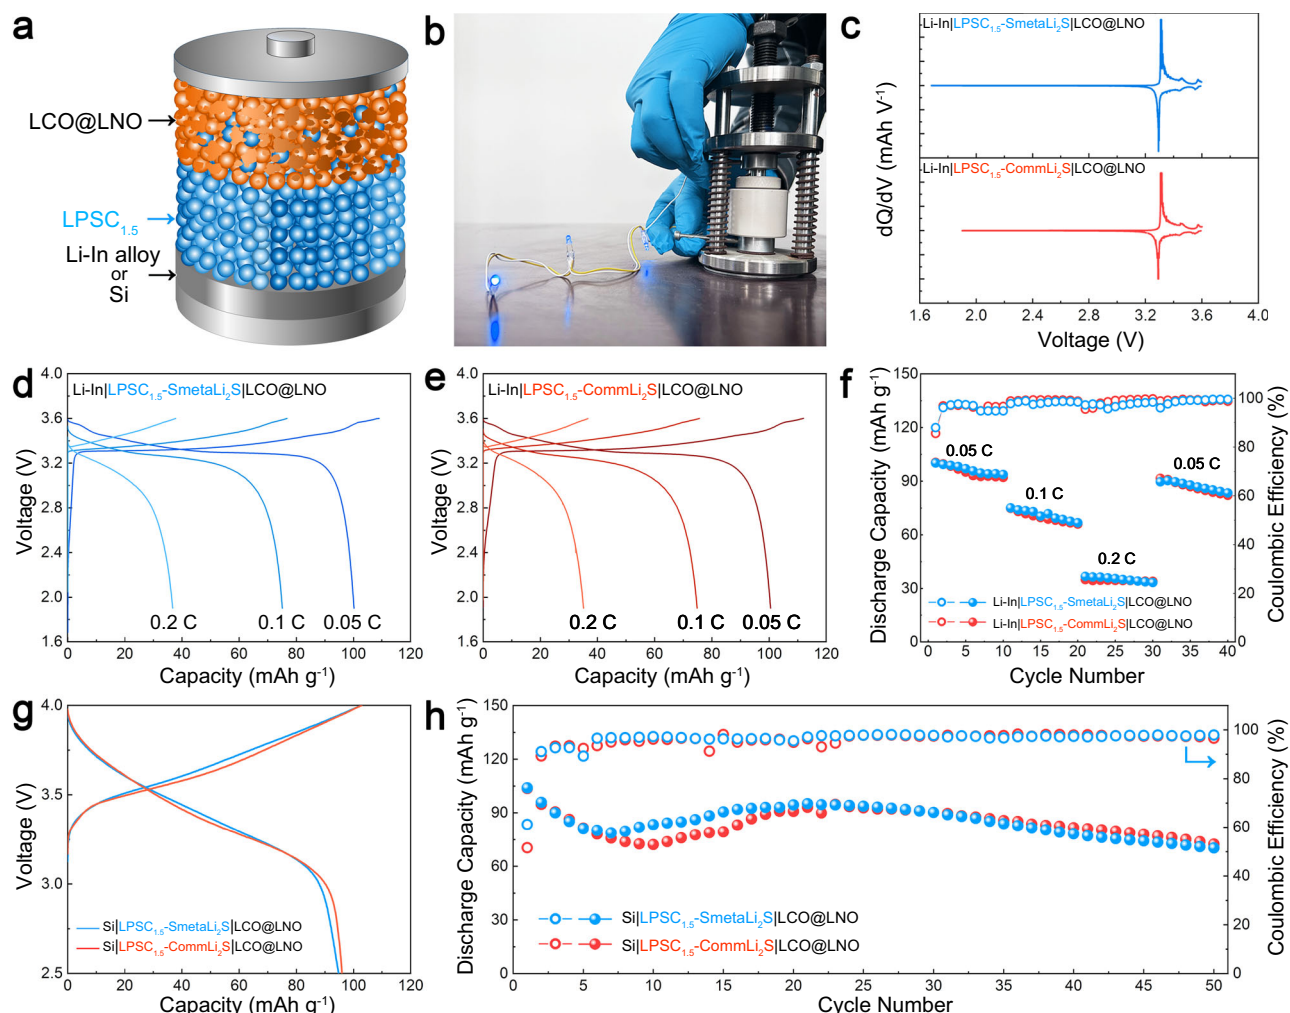 a
LCO@LNO
LPSC1.5
Li-In alloy
or
Si
b
c
Li-In|LPSC1.5-SmetaLi2S|LCO@LNO
Li-In|LPSC1.5-CommLi2S|LCO@LNO
dQ/dV (mAh V-1)
1.6 2.0 2.4 2.8 3.2 3.6 4.0
Voltage (V)
d
Li-In|LPSC1.5-SmetaLi2S|LCO@LNO
4.0
3.6
3.2
2.8
2.4
2.0
1.6
Voltage (V)
0.2 C 0.1 C 0.05 C
0 20 40 60 80 100 120
Capacity (mAh g-1)
e
Li-In|LPSC1.5-CommLi2S|LCO@LNO
4.0
3.6
3.2
2.8
2.4
2.0
1.6
Voltage (V)
0.2 C 0.1 C 0.05 C
0 20 40 60 80 100 120
Capacity (mAh g-1)
f
150
120
90
60
30
0
Discharge Capacity (mAh g-1)
0.05 C
0.1 C
0.2 C
0.05 C
Li-In|LPSC1.5-SmetaLi2S|LCO@LNO
Li-In|LPSC1.5-CommLi2S|LCO@LNO
100
80
60
40
20
0
Coulombic Efficiency (%)
0 5 10 15 20 25 30 35 40
Cycle Number
g
4.0
3.5
3.0
2.5
Voltage (V)
Si|LPSC1.5-SmetaLi2S|LCO@LNO
Si|LPSC1.5-CommLi2S|LCO@LNO
0 20 40 60 80 100 120
Capacity (mAh g-1)
h
150
120
90
60
30
0
Discharge Capacity (mAh g-1)
Si|LPSC1.5-SmetaLi2S|LCO@LNO
Si|LPSC1.5-CommLi2S|LCO@LNO
100
80
60
40
20
0
Coulombic Efficiency (%)
0 5 10 15 20 25 30 35 40 45 50
Cycle Number